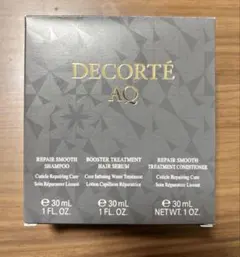 DECORTÉ
AQ
REPAIR SMOOTH
SHAMPOO
Cuticle Repairing Care
Soin Réparateur Lissant
℮ 30 mL
1 FL. OZ.
BOOSTER TREATMENT
HAIR SERUM
Core Infusing Water Treatment
Lotion Capillaire Réparatrice
℮ 30 mL
1 FL. OZ.
REPAIR SMOOTH
TREATMENT CONDITIONER
Cuticle Repairing Care
Soin Réparateur Lissant
℮ 30 mL
NET WT. 1 OZ.